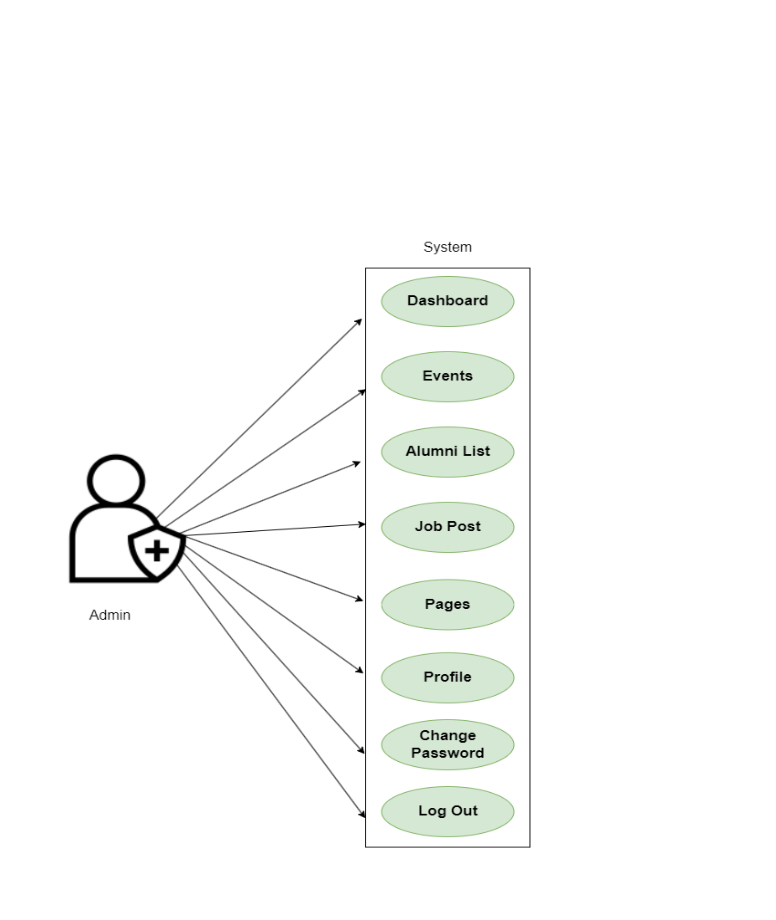 System
Dashboard
Events
Alumni List
Job Post
Pages
Profile
Change
Password
Log Out
Admin